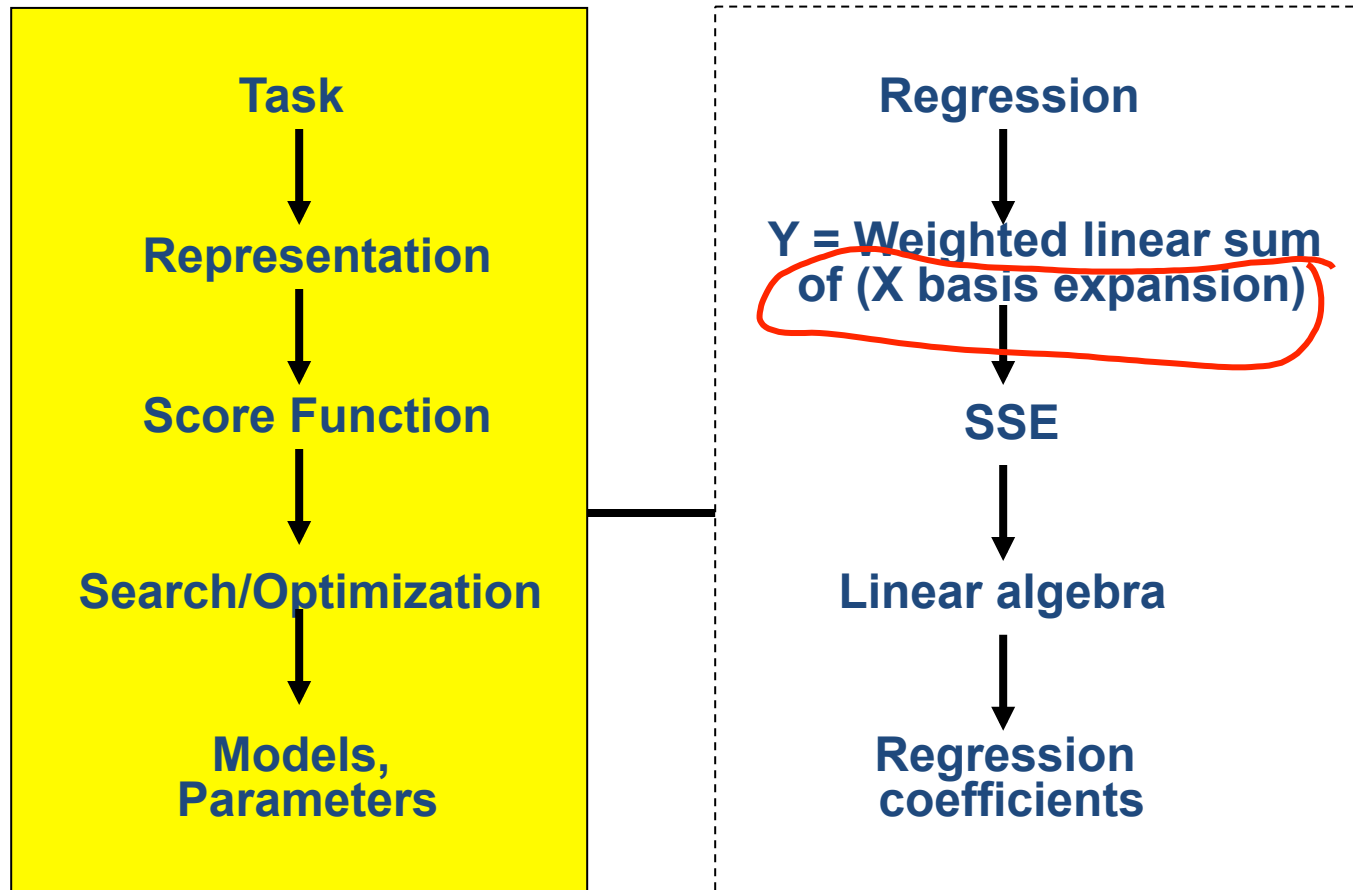 Task
Representation
Score Function
Search/Optimization
Models,
Parameters
Regression
Y = Weighted linear sum
of (X basis expansion)
SSE
Linear algebra
Regression
coefficients